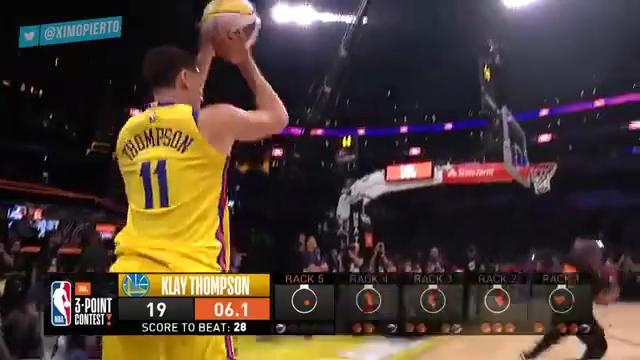 @XIMOPIERTO
THOMPSON
11
State Farm
KLAY THOMPSON
RACK 5
RACK 4
RACK 3
RACK 2
RACK 1
NBA
JBL
3-POINT
CONTEST
19
06.1
SCORE TO BEAT: 28